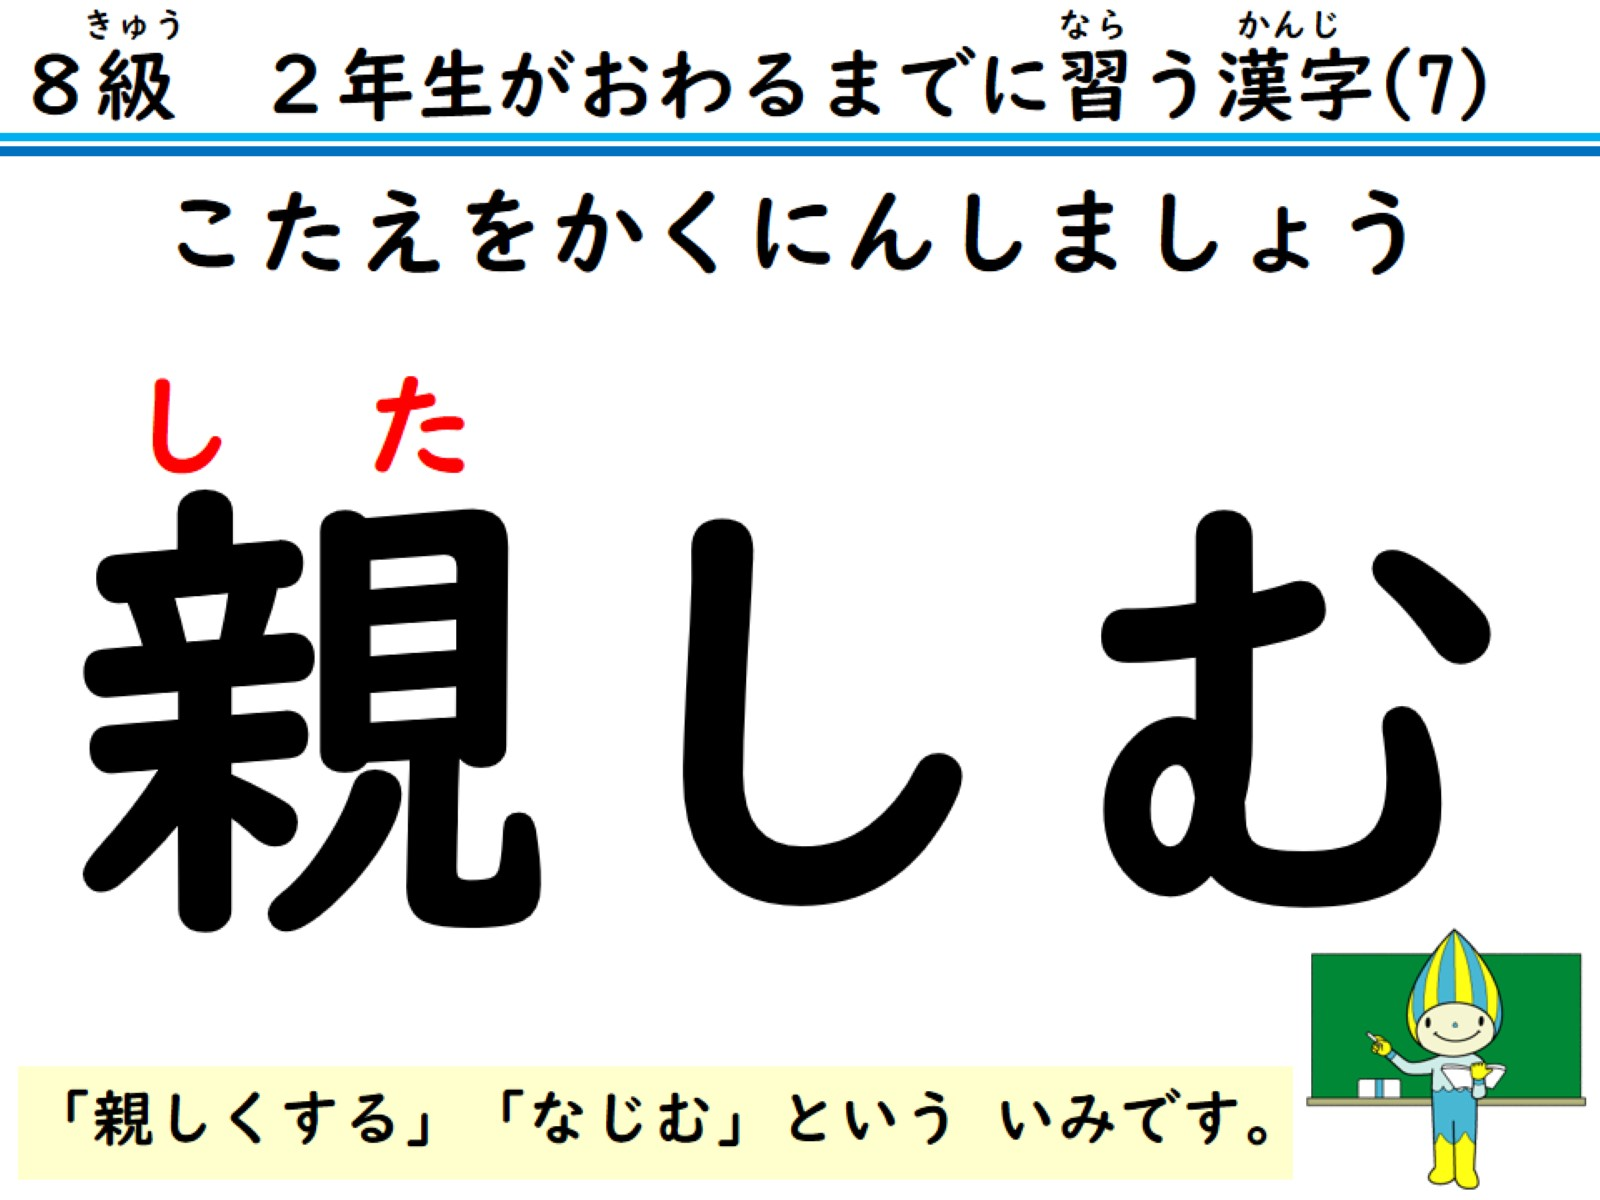 きゅう なら かんじ
８級　２年生がおわるまでに習う漢字(7)
こたえをかくにんしましょう
した
親しむ
「親しくする」「なじむ」という いみです。